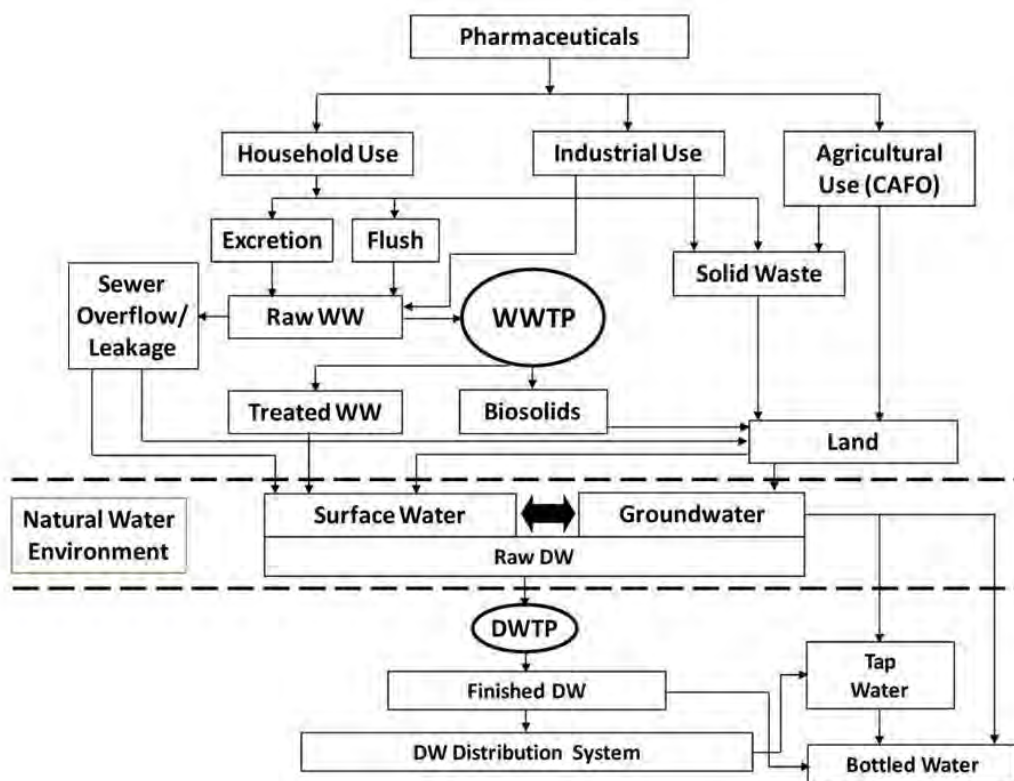 Pharmaceuticals
Household Use
Industrial Use
Agricultural
Use (CAFO)
Excretion
Flush
Solid Waste
Sewer
Overflow/
Leakage
Raw WW
WWTP
Treated WW
Biosolids
Land
Natural Water
Environment
Surface Water
Groundwater
Raw DW
DWTP
Tap
Water
Finished DW
DW Distribution System
Bottled Water